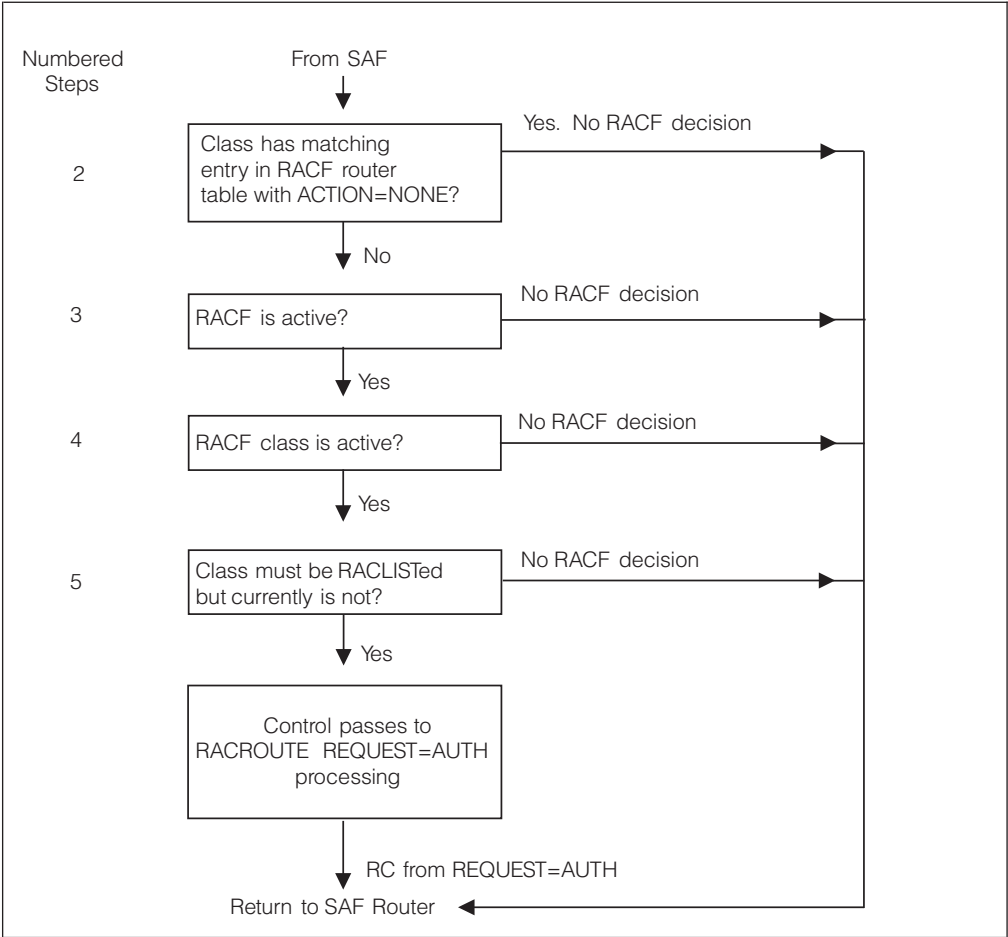 Numbered
Steps
From SAF
2
Class has matching
entry in RACF router
table with ACTION=NONE?
Yes. No RACF decision
No
3
RACF is active?
No RACF decision
Yes
4
RACF class is active?
No RACF decision
Yes
5
Class must be RACLISTed
but currently is not?
No RACF decision
Yes
Control passes to
RACROUTE REQUEST=AUTH
processing
RC from REQUEST=AUTH
Return to SAF Router